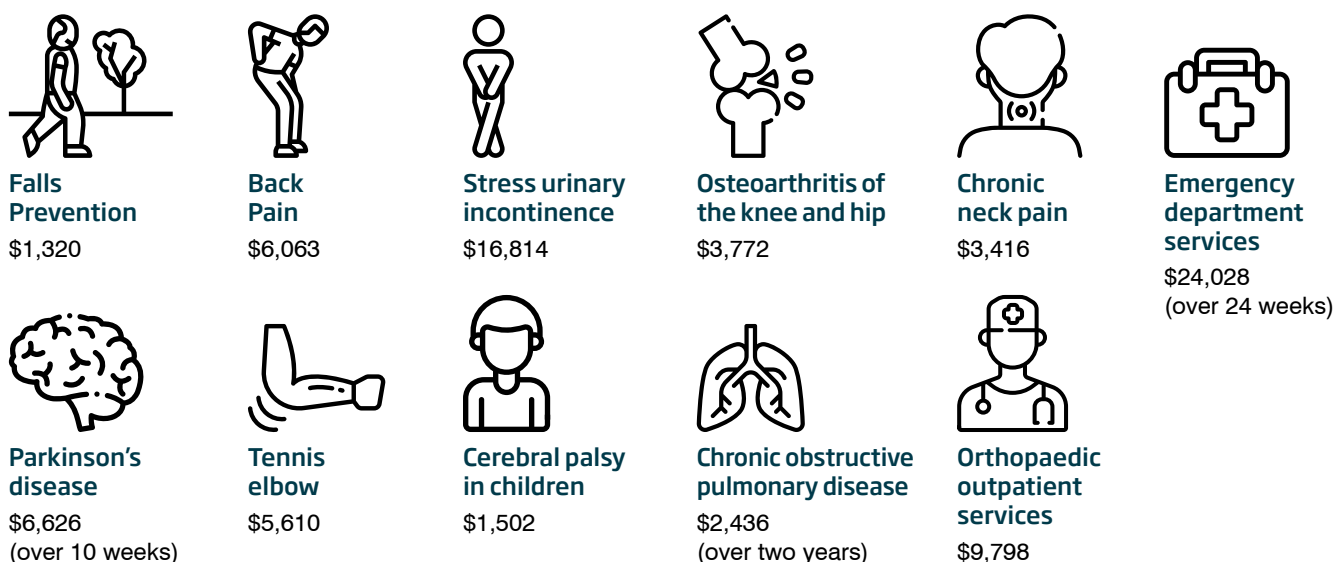 Falls
Prevention
$1,320
Back
Pain
$6,063
Stress urinary
incontinence
$16,814
Osteoarthritis of
the knee and hip
$3,772
Chronic
neck pain
$3,416
Emergency
department
services
$24,028
(over 24 weeks)
Parkinson's
disease
$6,626
(over 10 weeks)
Tennis
elbow
$5,610
Cerebral palsy
in children
$1,502
Chronic obstructive
pulmonary disease
$2,436
(over two years)
Orthopaedic
outpatient
services
$9,798